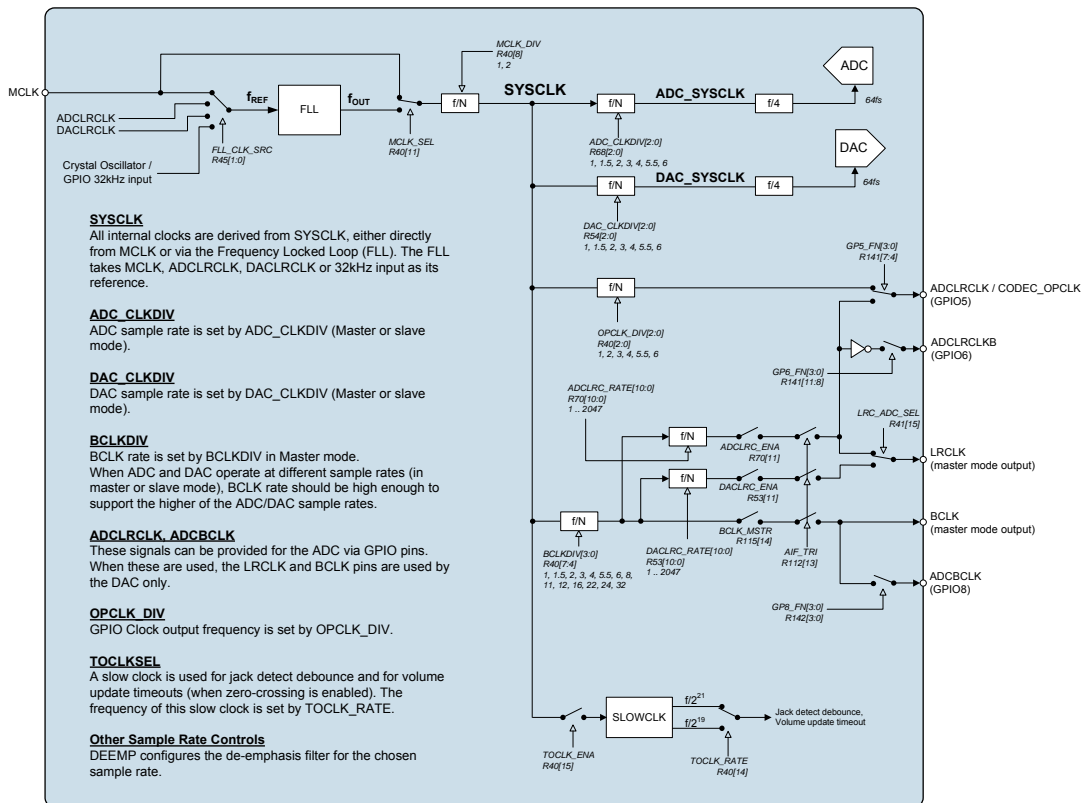 MCLK
ADCLRCLK
DACLRCLK
Crystal Oscillator /
GPIO 32kHz input
FLL_CLK_SRC
R45[1:0]
fREF
FLL
fOUT
MCLK_SEL
R40[11]
MCLK_DIV
R40[8]
1, 2
f/N
SYSCLK
f/N
ADC_SYSCLK
f/4
64fs
ADC
ADC_CLKDIV[2:0]
R68[2:0]
1, 1.5, 2, 3, 4, 5.5, 6
f/N
DAC_SYSCLK
f/4
64fs
DAC
DAC_CLKDIV[2:0]
R54[2:0]
1, 1.5, 2, 3, 4, 5.5, 6
GP5_FN[3:0]
R141[7:4]
f/N
ADCLRCLK / CODEC_OPCLK
(GPIO5)
OPCLK_DIV[2:0]
R40[2:0]
1, 2, 3, 4, 5.5, 6
ADCLRCLKB
(GPIO6)
GP6_FN[3:0]
R141[11:8]
ADCLRC_RATE[10:0]
R70[10:0]
1 .. 2047
LRC_ADC_SEL
R41[15]
f/N
ADCLRC_ENA
R70[11]
LRCLK
(master mode output)
f/N
DACLRC_ENA
R53[11]
f/N
BCLK_MSTR
R115[14]
BCLK
(master mode output)
BCLKDIV[3:0]
R40[7:4]
1, 1.5, 2, 3, 4, 5.5, 6, 8,
11, 12, 16, 22, 24, 32
DACLRC_RATE[10:0]
R53[10:0]
1 .. 2047
AIF_TRI
R112[13]
ADCBCLK
(GPIO8)
GP8_FN[3:0]
R142[3:0]
SLOWCLK
f/2^21
f/2^19
Jack detect debounce,
Volume update timeout
TOCLK_ENA
R40[15]
TOCLK_RATE
R40[14]
SYSCLK
All internal clocks are derived from SYSCLK, either directly
from MCLK or via the Frequency Locked Loop (FLL). The FLL
takes MCLK, ADCLRCLK, DACLRCLK or 32kHz input as its
reference.
ADC_CLKDIV
ADC sample rate is set by ADC_CLKDIV (Master or slave
mode).
DAC_CLKDIV
DAC sample rate is set by DAC_CLKDIV (Master or slave
mode).
BCLKDIV
BCLK rate is set by BCLKDIV in Master mode.
When ADC and DAC operate at different sample rates (in
master or slave mode), BCLK rate should be high enough to
support the higher of the ADC/DAC sample rates.
ADCLRCLK, ADCBCLK
These signals can be provided for the ADC via GPIO pins.
When these are used, the LRCLK and BCLK pins are used by
the DAC only.
OPCLK_DIV
GPIO Clock output frequency is set by OPCLK_DIV.
TOCLKSEL
A slow clock is used for jack detect debounce and for volume
update timeouts (when zero-crossing is enabled). The
frequency of this slow clock is set by TOCLK_RATE.
Other Sample Rate Controls
DEEMP configures the de-emphasis filter for the chosen
sample rate.